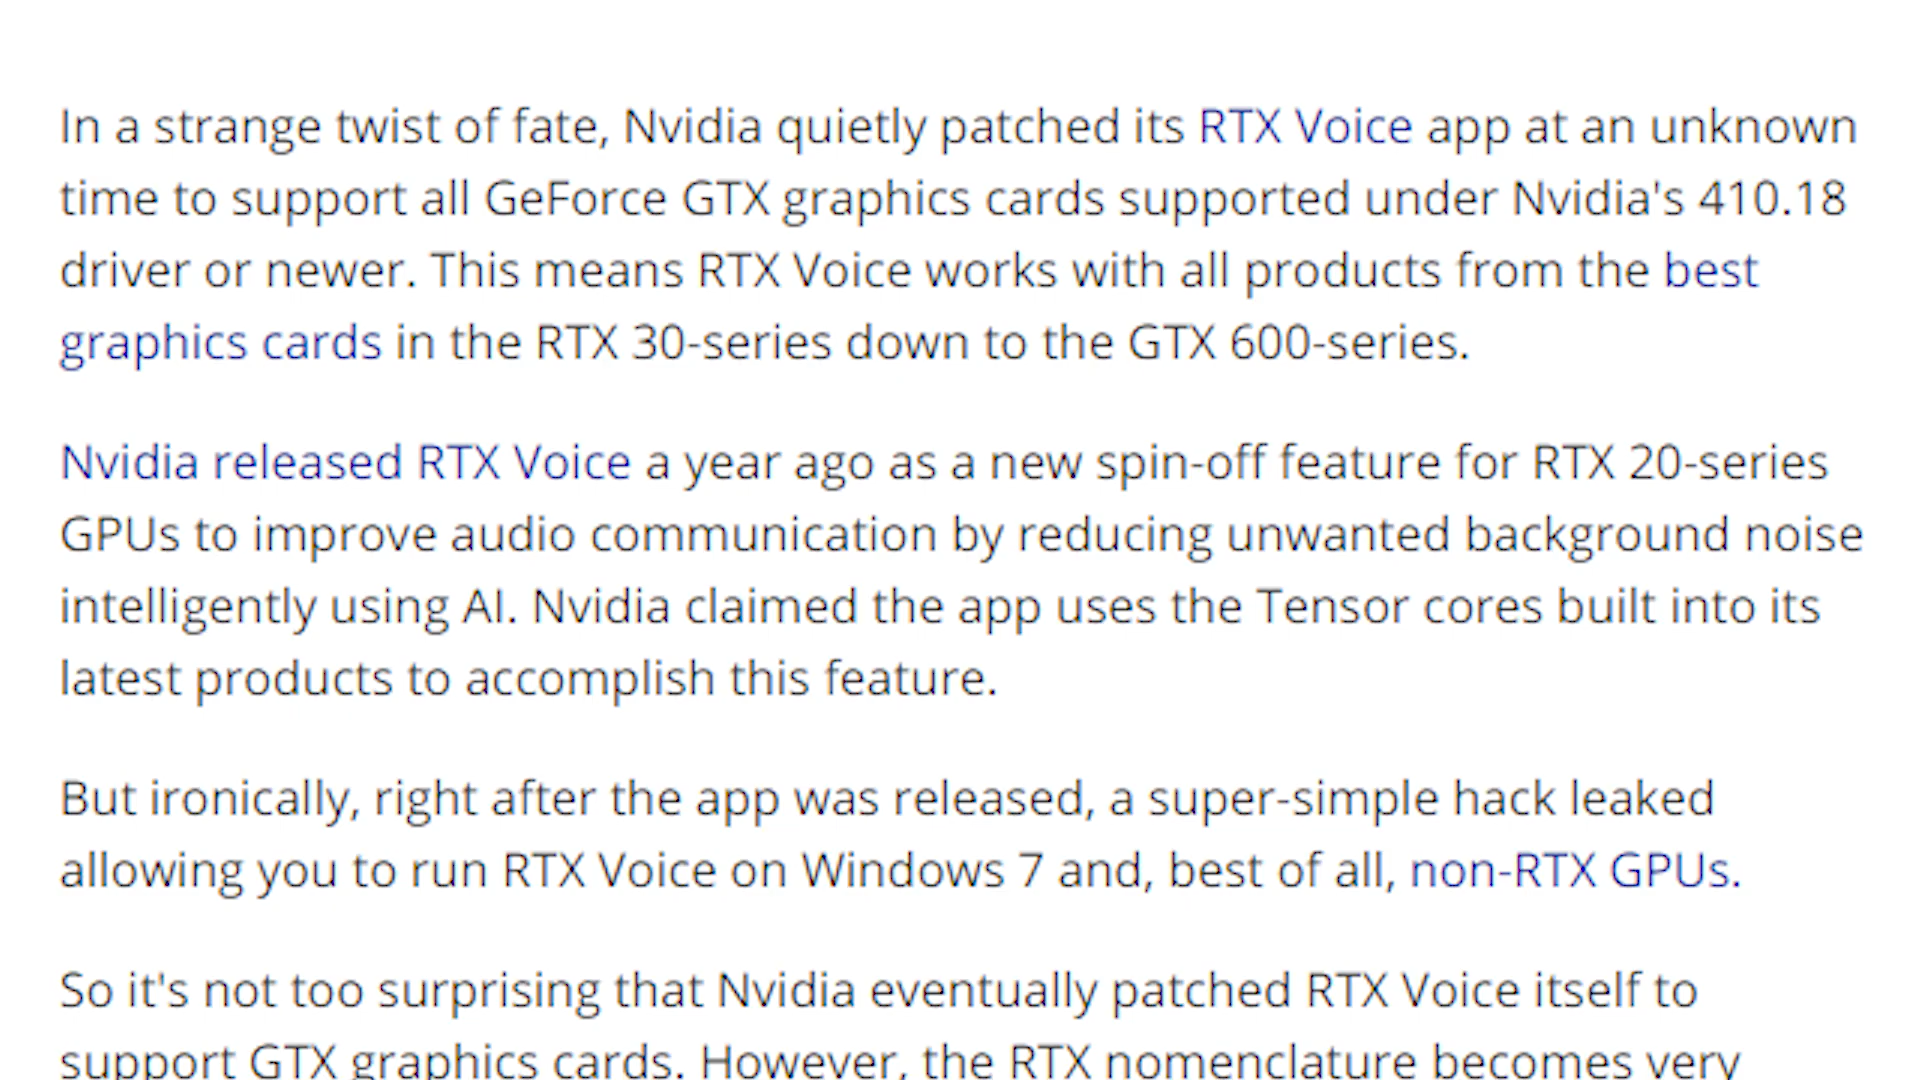 In a strange twist of fate, Nvidia quietly patched its RTX Voice app at an unknown
time to support all GeForce GTX graphics cards supported under Nvidia's 410.18
driver or newer. This means RTX Voice works with all products from the best
graphics cards in the RTX 30-series down to the GTX 600-series.
Nvidia released RTX Voice a year ago as a new spin-off feature for RTX 20-series
GPUs to improve audio communication by reducing unwanted background noise
intelligently using AI. Nvidia claimed the app uses the Tensor cores built into its
latest products to accomplish this feature.
But ironically, right after the app was released, a super-simple hack leaked
allowing you to run RTX Voice on Windows 7 and, best of all, non-RTX GPUs.
So it's not too surprising that Nvidia eventually patched RTX Voice itself to
support GTX graphics cards. However, the RTX nomenclature becomes very